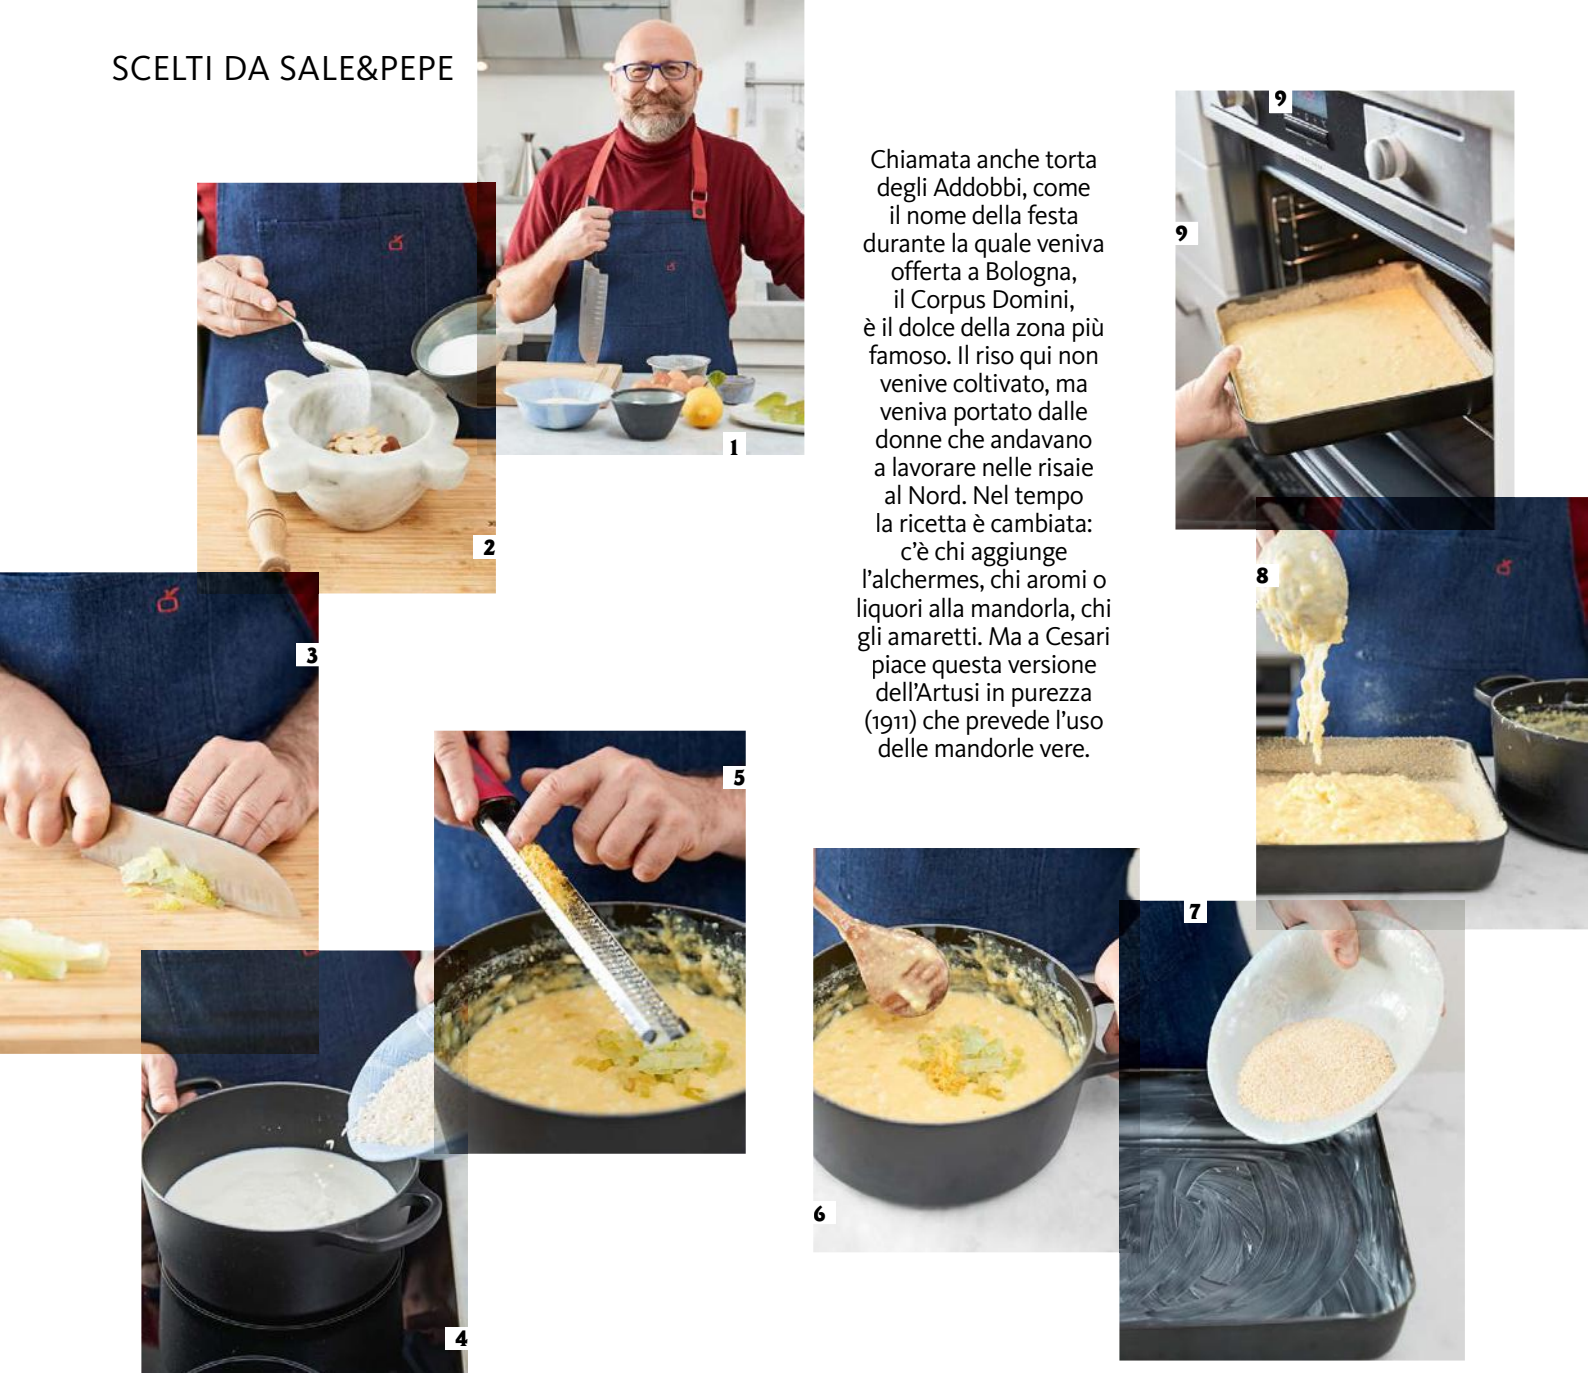 SCELTI DA SALE&PEPE
1
2
3
4
5
Chiamata anche torta
degli Addobbi, come
il nome della festa
durante la quale veniva
offerta a Bologna,
il Corpus Domini,
è il dolce della zona più
famoso. Il riso qui non
venive coltivato, ma
veniva portato dalle
donne che andavano
a lavorare nelle risaie
al Nord. Nel tempo
la ricetta è cambiata:
c’è chi aggiunge
l’alchermes, chi aromi o
liquori alla mandorla, chi
gli amaretti. Ma a Cesari
piace questa versione
dell’Artusi in purezza
(1911) che prevede l’uso
delle mandorle vere.
6
7
8
9
9